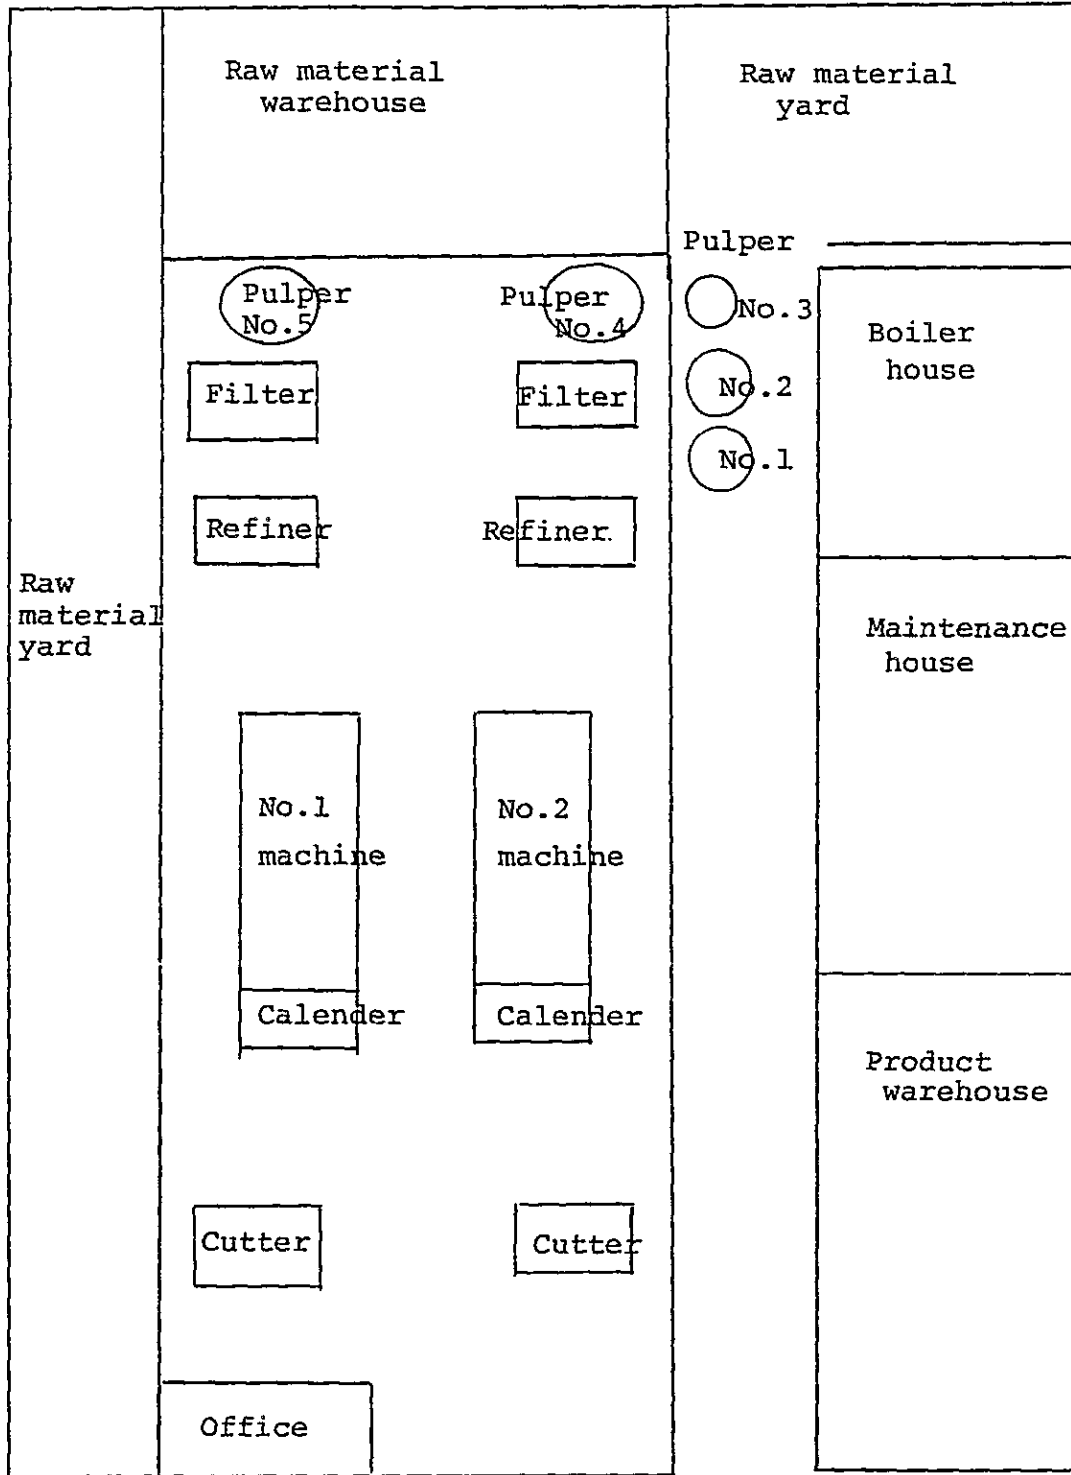 Raw material
warehouse
Raw material
yard
Pulper
Pulper
No.5
Pulper
No.4
No.3
Boiler
house
Filter
Filter
No.2
No.1
Refiner
Refiner.
Raw
material
yard
Maintenance
house
No.1
machine
No.2
machine
Calender
Calender
Product
warehouse
Cutter
Cutter
Office